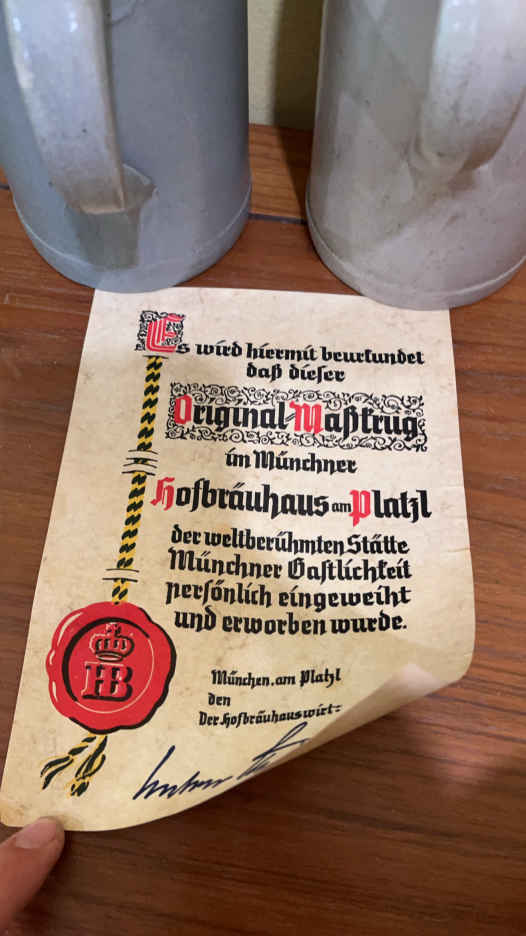 Es wird hiermit beurkundet
daß dieser
Original-Maßkrug
im Münchner
Hofbräuhaus am Platzl
der weltberühmten Stätte
Münchner Gastlichkeit
persönlich eingeweiht
und erworben wurde.
München, am Platzl
den
Der Hofbräuhauswirt:
HB